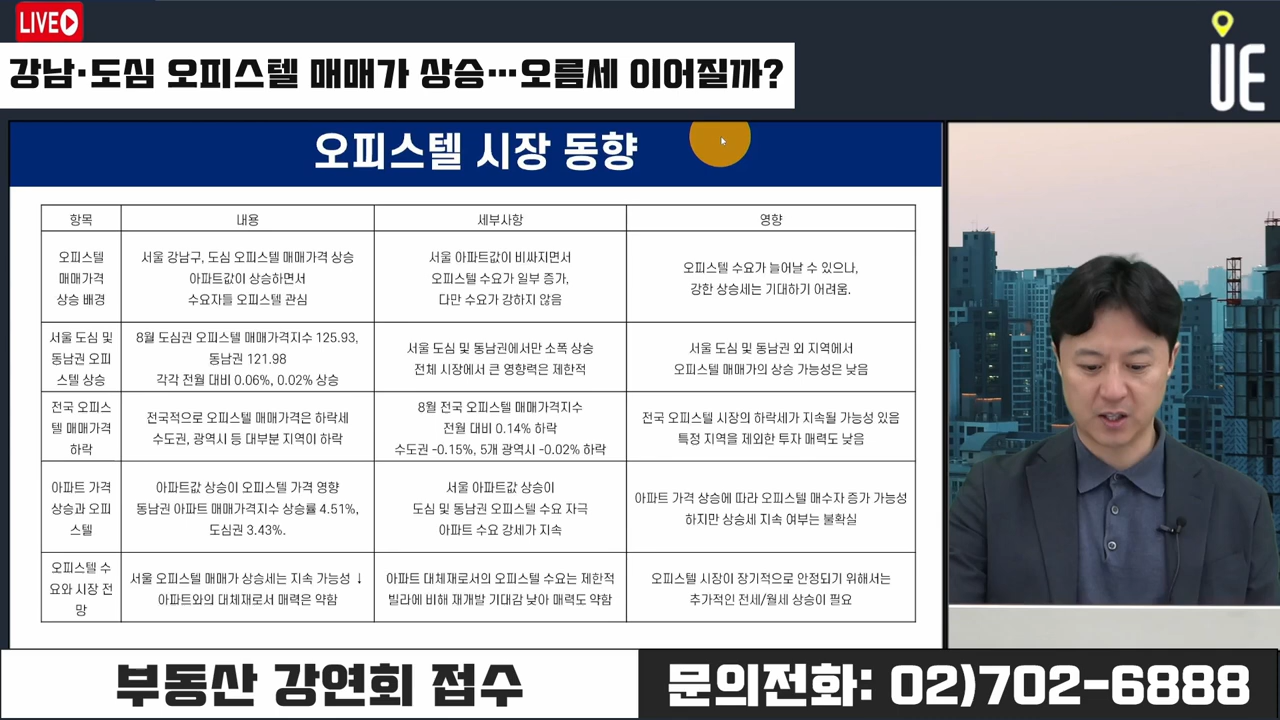 LIVE
강남·도심 오피스텔 매매가 상승…오름세 이어질까?
UE
오피스텔 시장 동향
항목
내용
세부사항
영향
오피스텔
매매가격
상승 배경
서울 강남구, 도심 오피스텔 매매가격 상승
아파트값이 상승하면서
수요자들 오피스텔 관심
서울 아파트값이 비싸지면서
오피스텔 수요가 일부 증가,
다만 수요가 강하지 않음
오피스텔 수요가 늘어날 수 있으나,
강한 상승세는 기대하기 어려움.
서울 도심 및
동남권 오피
스텔 상승
8월 도심권 오피스텔 매매가격지수 125.93,
동남권 121.98
각각 전월 대비 0.06%, 0.02% 상승
서울 도심 및 동남권에서만 소폭 상승
전체 시장에서 큰 영향력은 제한적
서울 도심 및 동남권 외 지역에서
오피스텔 매매가의 상승 가능성은 낮음
전국 오피스
텔 매매가격
하락
전국적으로 오피스텔 매매가격은 하락세
수도권, 광역시 등 대부분 지역이 하락
8월 전국 오피스텔 매매가격지수
전월 대비 0.14% 하락
수도권 -0.15%, 5개 광역시 -0.02% 하락
전국 오피스텔 시장의 하락세가 지속될 가능성 있음
특정 지역을 제외한 투자 매력도 낮음
아파트 가격
상승과 오피
스텔
아파트값 상승이 오피스텔 가격 영향
동남권 아파트 매매가격지수 상승률 4.51%,
도심권 3.43%.
서울 아파트값 상승이
도심 및 동남권 오피스텔 수요 자극
아파트 수요 강세가 지속
아파트 가격 상승에 따라 오피스텔 매수자 증가 가능성
하지만 상승세 지속 여부는 불확실
오피스텔 수
요와 시장 전
망
서울 오피스텔 매매가 상승세는 지속 가능성 ↓
아파트와의 대체재로서 매력은 약함
아파트 대체재로서의 오피스텔 수요는 제한적
빌라에 비해 재개발 기대감 낮아 매력도 약함
오피스텔 시장이 장기적으로 안정되기 위해서는
추가적인 전세/월세 상승이 필요
부동산 강연회 접수
문의전화: 02)702-6888